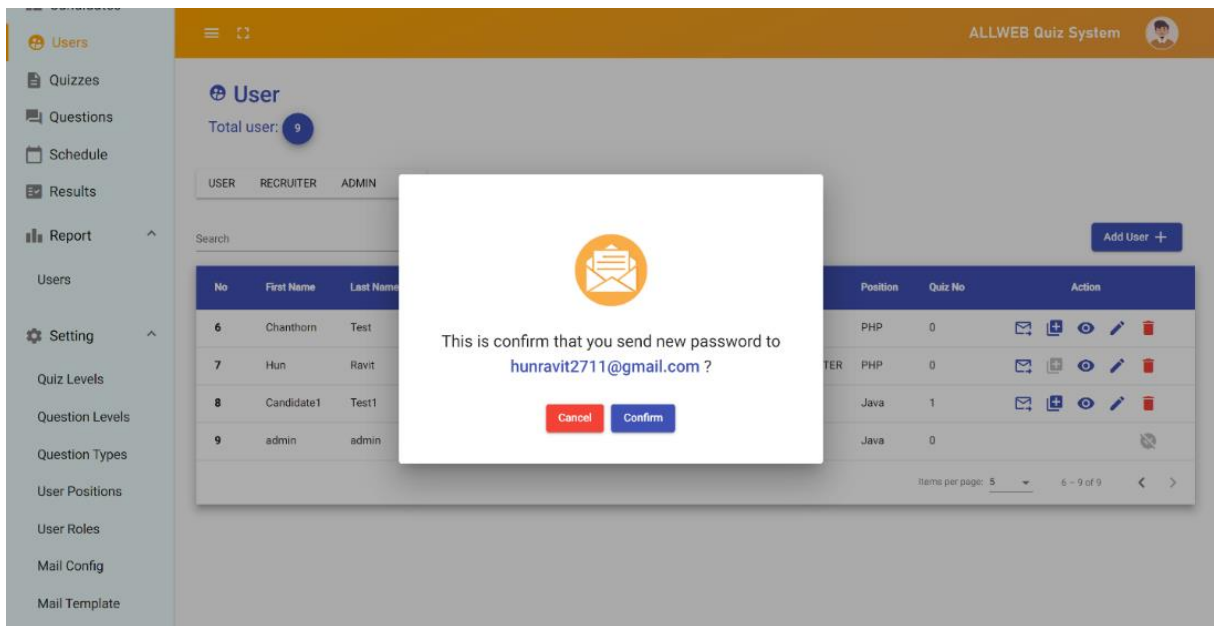 Users
ALLWEB Quiz System
Quizzes
Questions
Schedule
Results
Report
Users
Setting
Quiz Levels
Question Levels
Question Types
User Positions
User Roles
Mail Config
Mail Template
User
Total user: 9
USER RECRUITER ADMIN
Search
Add User +
No First Name Last Name Position Quiz No Action
6 Chanthorn Test PHP 0
7 Hun Ravit TER PHP 0
8 Candidate1 Test1 Java 1
9 admin admin Java 0
Items per page: 5 6 – 9 of 9
This is confirm that you send new password to
hunravit2711@gmail.com ?
Cancel Confirm